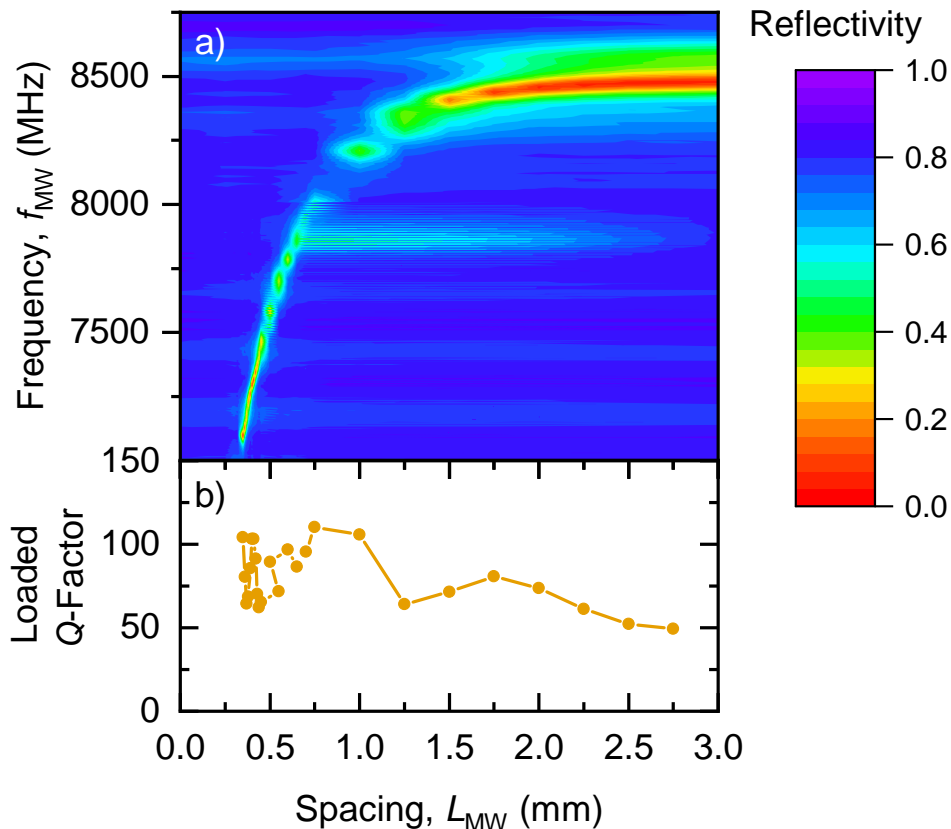 Reflectivity
a)
Frequency, f_MW (MHz)
8500
8000
7500
1.0
0.8
0.6
0.4
0.2
0.0
b)
Loaded
Q-Factor
150
100
50
0
0.0 0.5 1.0 1.5 2.0 2.5 3.0
Spacing, L_MW (mm)